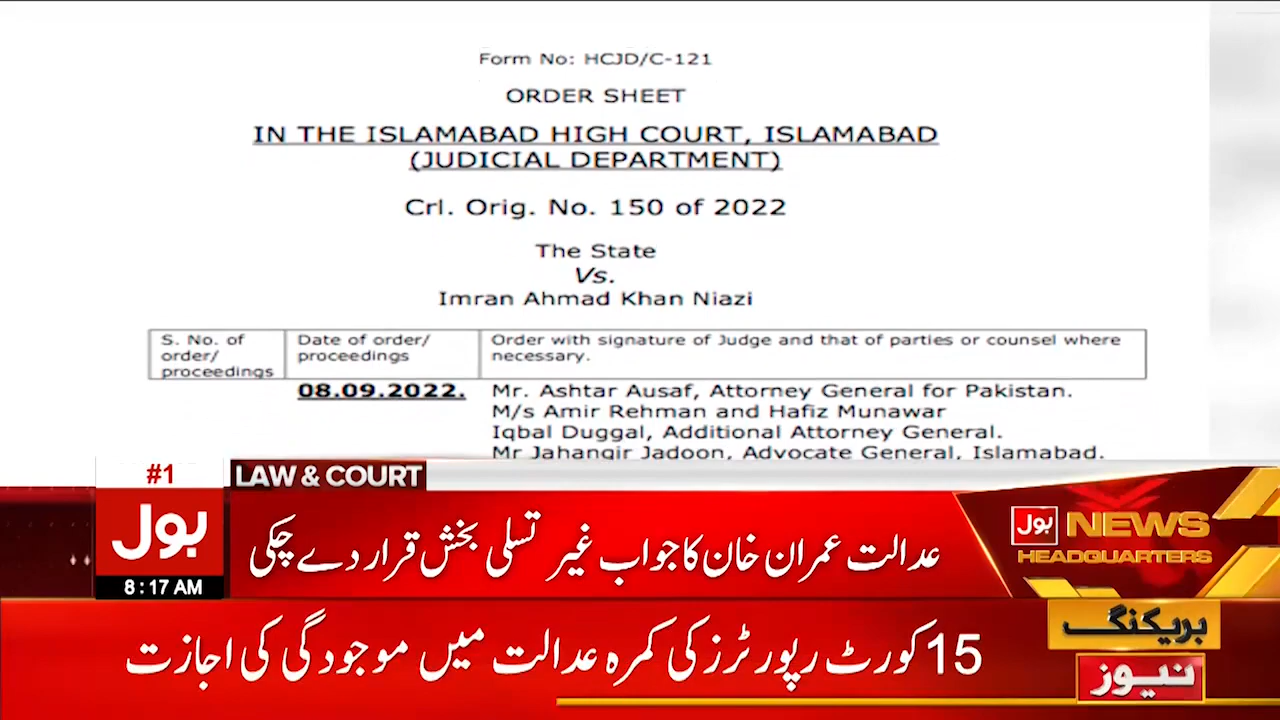 Form No: HCJD/C-121
ORDER SHEET
IN THE ISLAMABAD HIGH COURT, ISLAMABAD
(JUDICIAL DEPARTMENT)
Crl. Orig. No. 150 of 2022
The State
Vs.
Imran Ahmad Khan Niazi
S. No. of order/ proceedings
Date of order/ proceedings
Order with signature of Judge and that of parties or counsel where necessary.
08.09.2022.
Mr. Ashtar Ausaf, Attorney General for Pakistan.
M/s Amir Rehman and Hafiz Munawar
Iqbal Duggal, Additional Attorney General.
Mr Jahangir Jadoon, Advocate General, Islamabad.
#1
LAW & COURT
بول
8:17 AM
عدالت عمران خان کا جواب غیر تسلی بخش قرار دے چکی
بول NEWS
HEADQUARTERS
15 کورٹ رپورٹرز کی کمرہ عدالت میں موجودگی کی اجازت
بریکنگ
نیوز